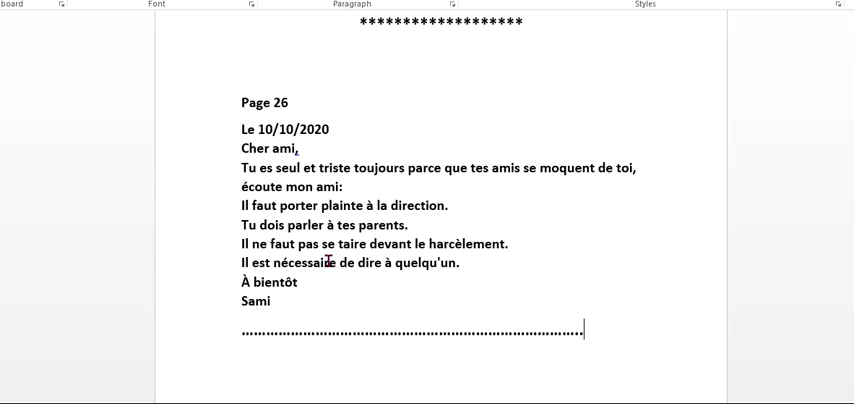 board
Font
Paragraph
Styles
*******************
Page 26
Le 10/10/2020
Cher ami,
Tu es seul et triste toujours parce que tes amis se moquent de toi,
écoute mon ami:
Il faut porter plainte à la direction.
Tu dois parler à tes parents.
Il ne faut pas se taire devant le harcèlement.
Il est nécessaire de dire à quelqu'un.
À bientôt
Sami
………………………………………………………………………..